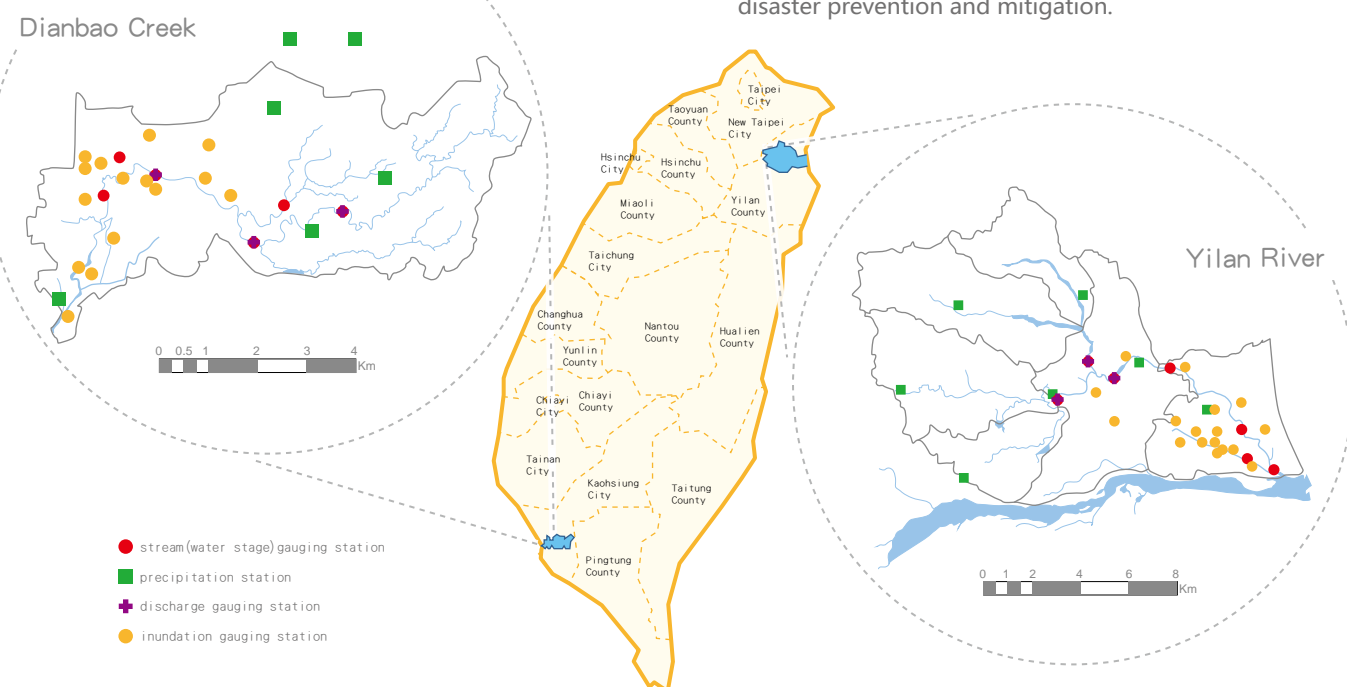 disaster prevention and mitigation.
Dianbao Creek
0 0.5 1 2 3 4
Km
stream(water stage)gauging station
precipitation station
discharge gauging station
inundation gauging station
Taipei
City
Taoyuan
County
New Taipei
City
Hsinchu
City
Hsinchu
County
Miaoli
County
Yilan
County
Taichung
City
Changhua
County
Nantou
County
Hualien
County
Yunlin
County
Chiayi
City
Chiayi
County
Tainan
City
Kaohsiung
City
Taitung
County
Pingtung
County
Yilan River
0 1 2 4 6 8
Km